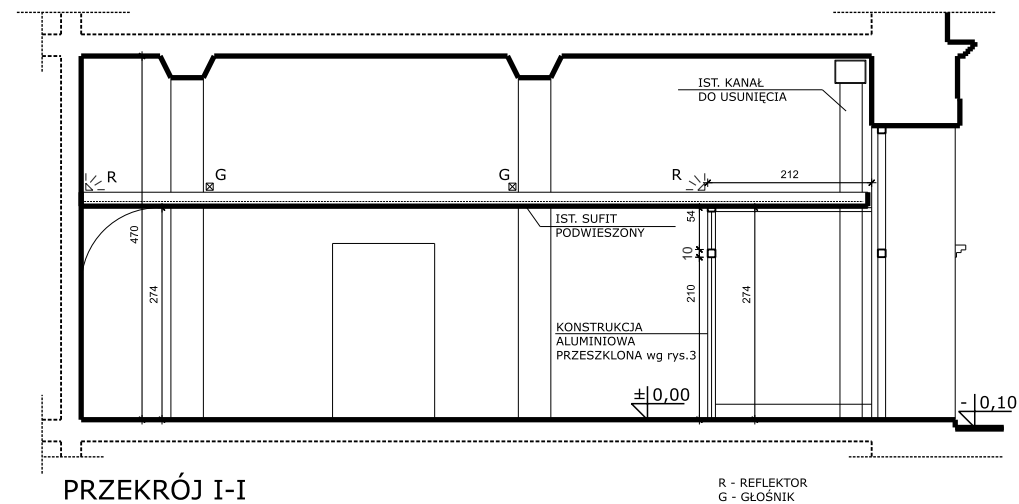 IST. KANAŁ
DO USUNIĘCIA
R
G
G
R
212
IST. SUFIT
PODWIESZONY
54
470
10
274
210
274
KONSTRUKCJA
ALUMINIOWA
PRZESZKLONA wg rys.3
± 0,00
- 0,10
PRZEKRÓJ I-I
R - REFLEKTOR
G - GŁOŚNIK